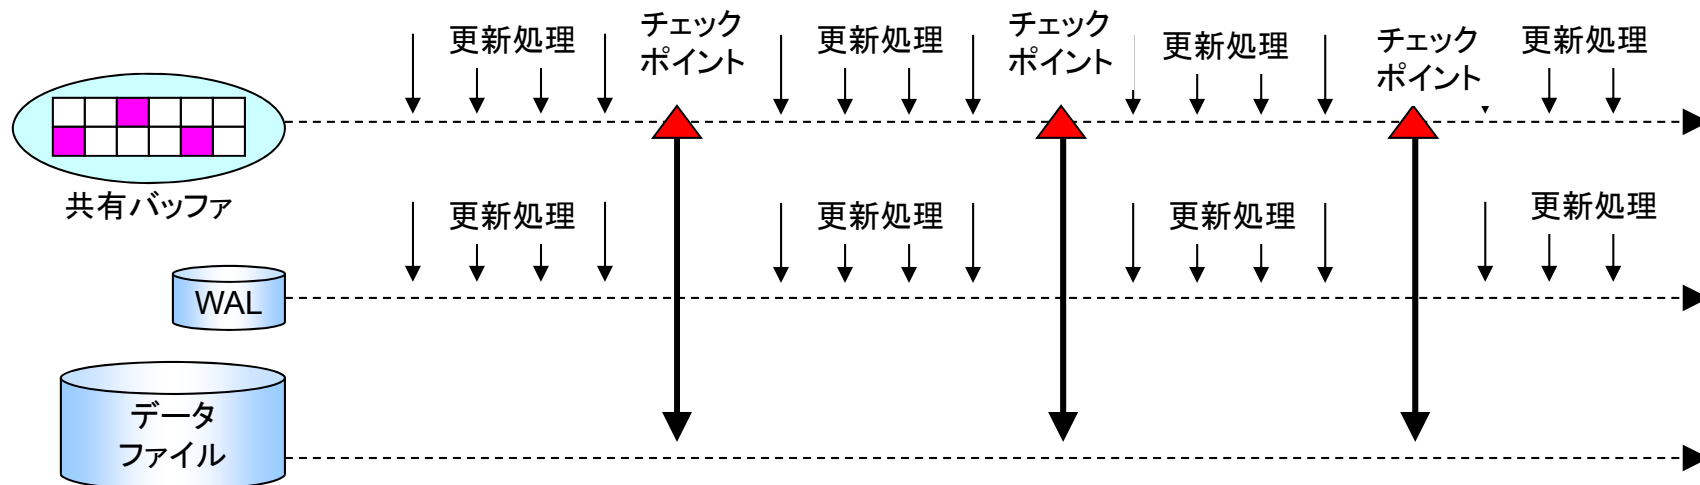 更新処理
チェック
ポイント
更新処理
チェック
ポイント
更新処理
チェック
ポイント
更新処理
共有バッファ
更新処理
更新処理
更新処理
更新処理
WAL
データ
ファイル